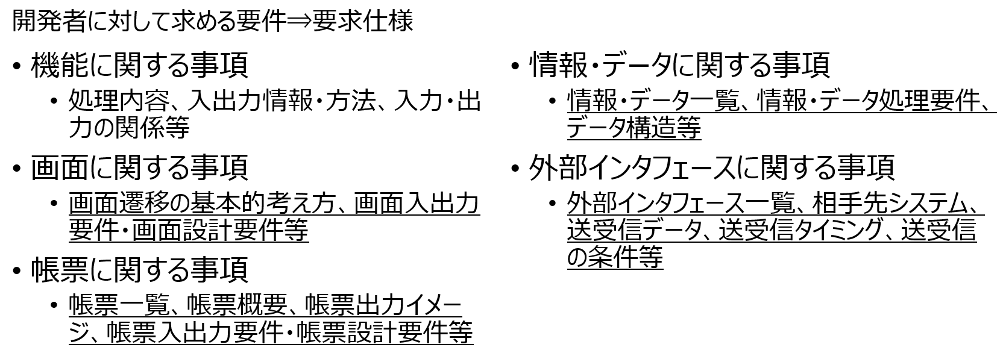 開発者に対して求める要件⇒要求仕様
• 機能に関する事項
• 処理内容、入出力情報・方法、入力・出
力の関係等
• 画面に関する事項
• 画面遷移の基本的考え方、画面入出力
要件・画面設計要件等
• 帳票に関する事項
• 帳票一覧、帳票概要、帳票出力イメー
ジ、帳票入出力要件・帳票設計要件等
• 情報・データに関する事項
• 情報・データ一覧、情報・データ処理要件、
データ構造等
• 外部インタフェースに関する事項
• 外部インタフェース一覧、相手先システム、
送受信データ、送受信タイミング、送受信
の条件等